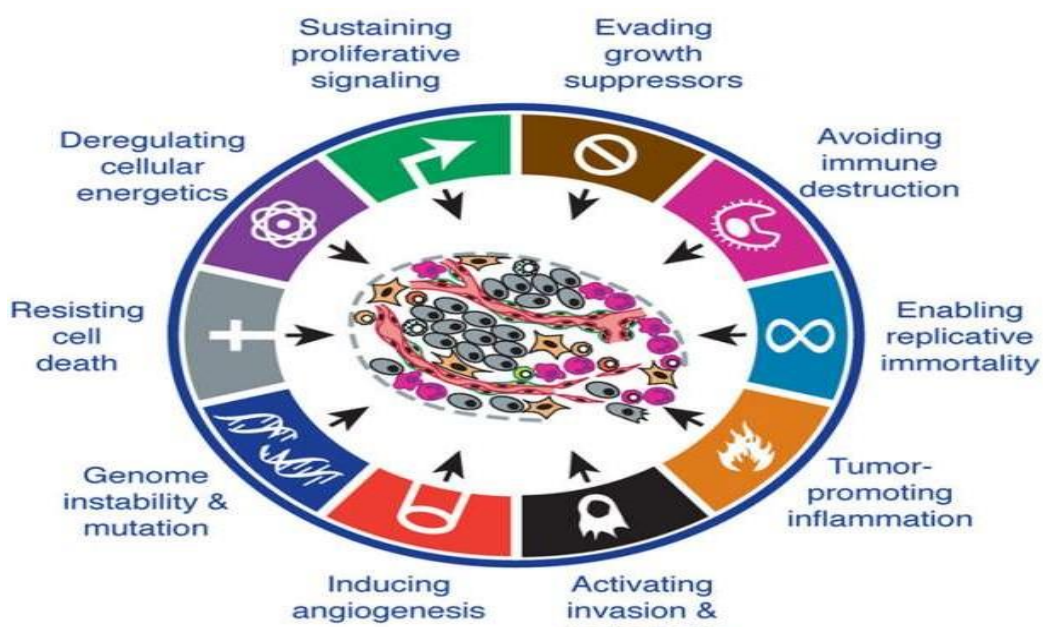 Sustaining
proliferative
signaling
Evading
growth
suppressors
Avoiding
immune
destruction
Enabling
replicative
immortality
Tumor-
promoting
inflammation
Activating
invasion &
Inducing
angiogenesis
Genome
instability &
mutation
Resisting
cell
death
Deregulating
cellular
energetics